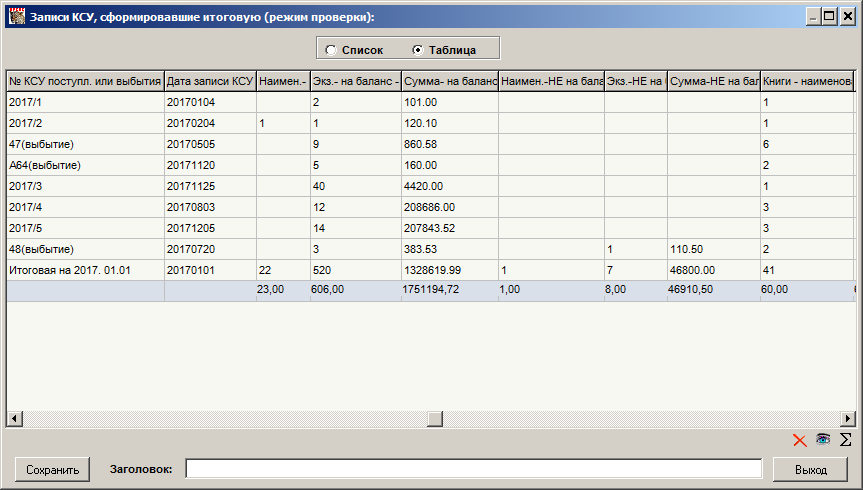 Записи КСУ, сформировавшие итоговую (режим проверки):
Список Таблица
№ КСУ поступл. или выбытия Дата записи КСУ Наимен.- Экз.- на баланс - Сумма- на баланс Наимен.-НЕ на бала Экз.-НЕ на б Сумма-НЕ на бал Книги - наименова
2017/1 20170104 2 101.00 1
2017/2 20170204 1 1 120.10 1
47(выбытие) 20170505 9 860.58 6
А64(выбытие) 20171120 5 160.00 2
2017/3 20171125 40 4420.00 1
2017/4 20170803 12 208686.00 3
2017/5 20171205 14 207843.52 3
48(выбытие) 20170720 3 383.53 1 110.50 2
Итоговая на 2017. 01.01 20170101 22 520 1328619.99 1 7 46800.00 41
23,00 606,00 1751194,72 1,00 8,00 46910,50 60,00
Сохранить Заголовок: Выход